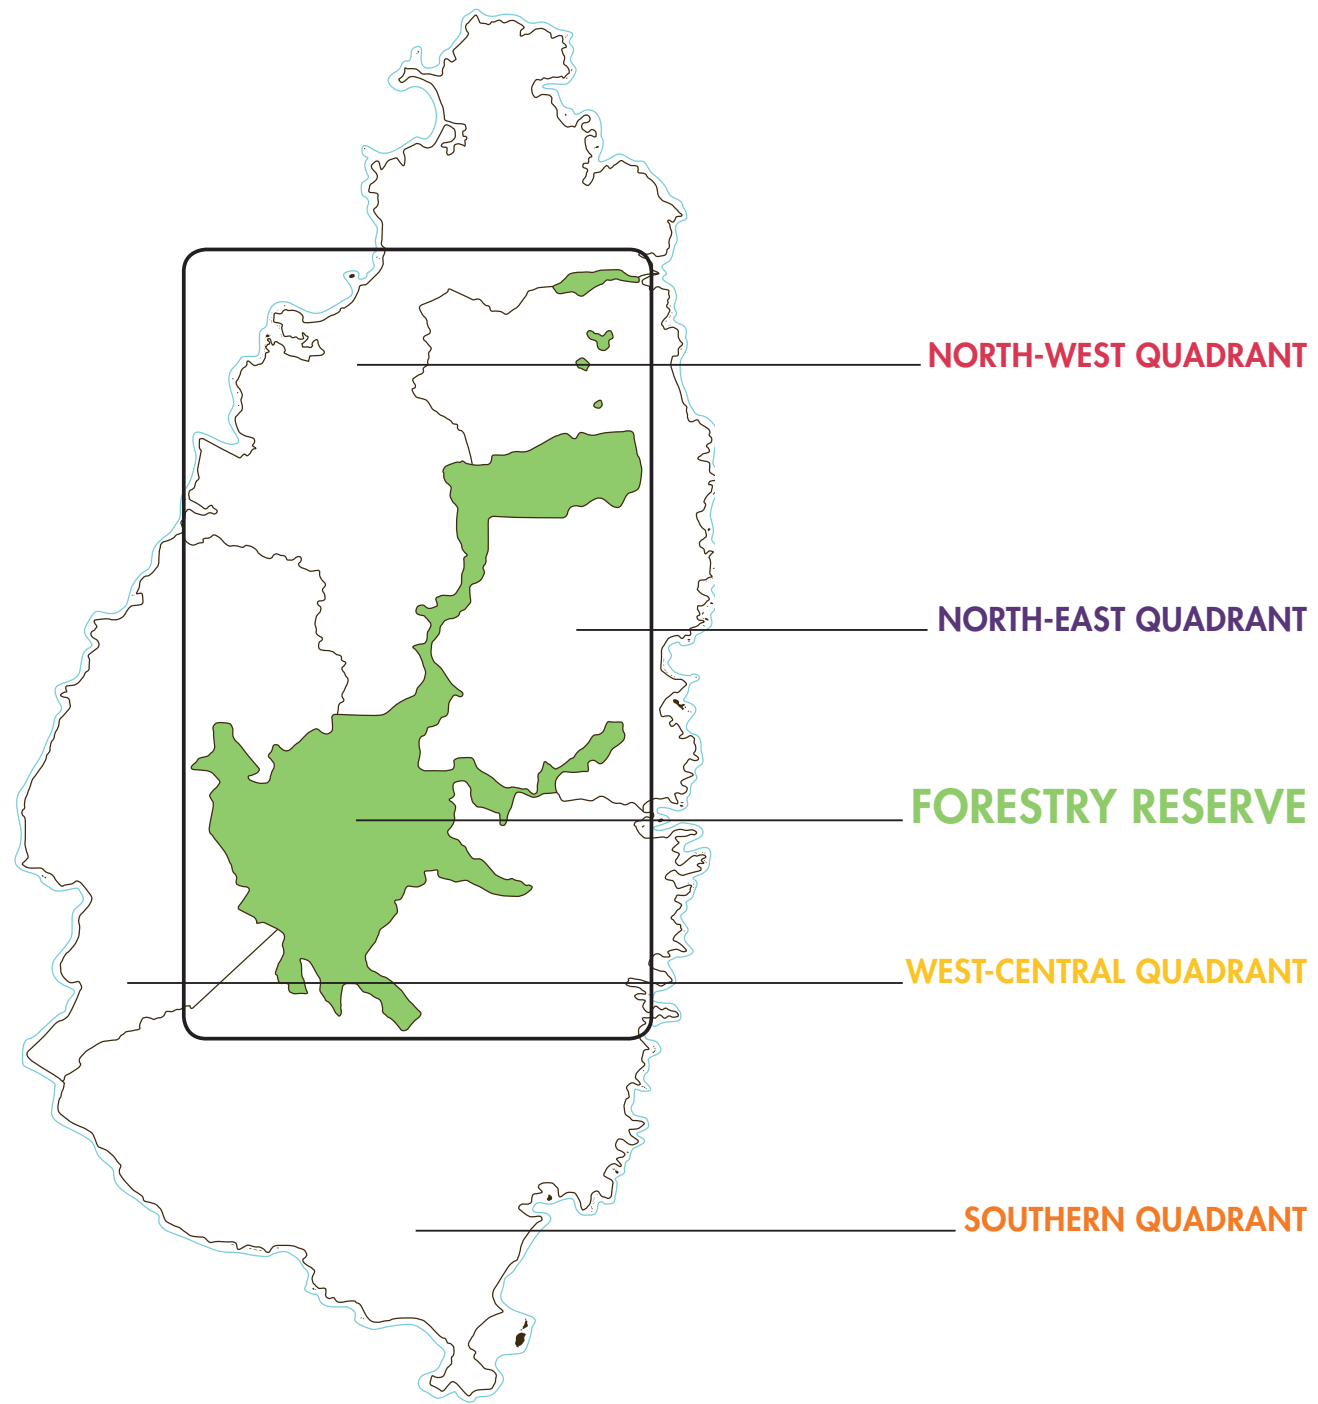 NORTH-WEST QUADRANT
NORTH-EAST QUADRANT
FORESTRY RESERVE
WEST-CENTRAL QUADRANT
SOUTHERN QUADRANT